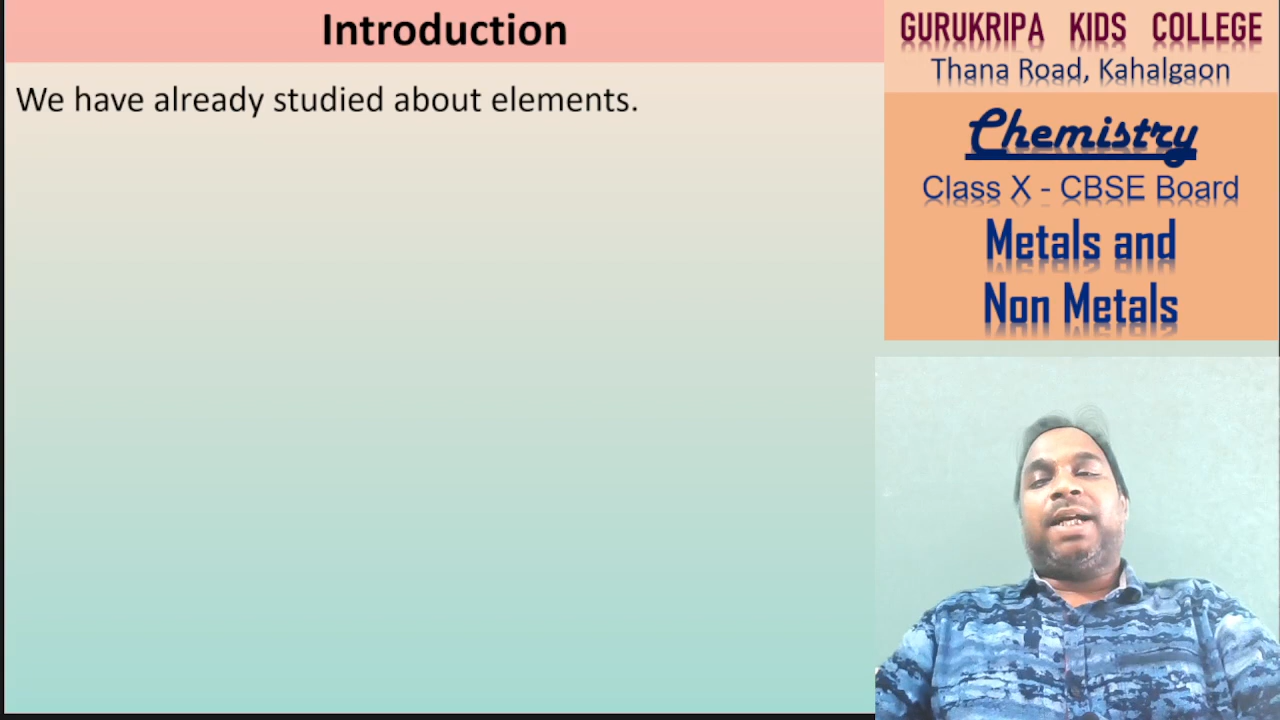 Introduction
We have already studied about elements.
GURUKRIPA KIDS COLLEGE
Thana Road, Kahalgaon
Chemistry
Class X - CBSE Board
Metals and
Non Metals